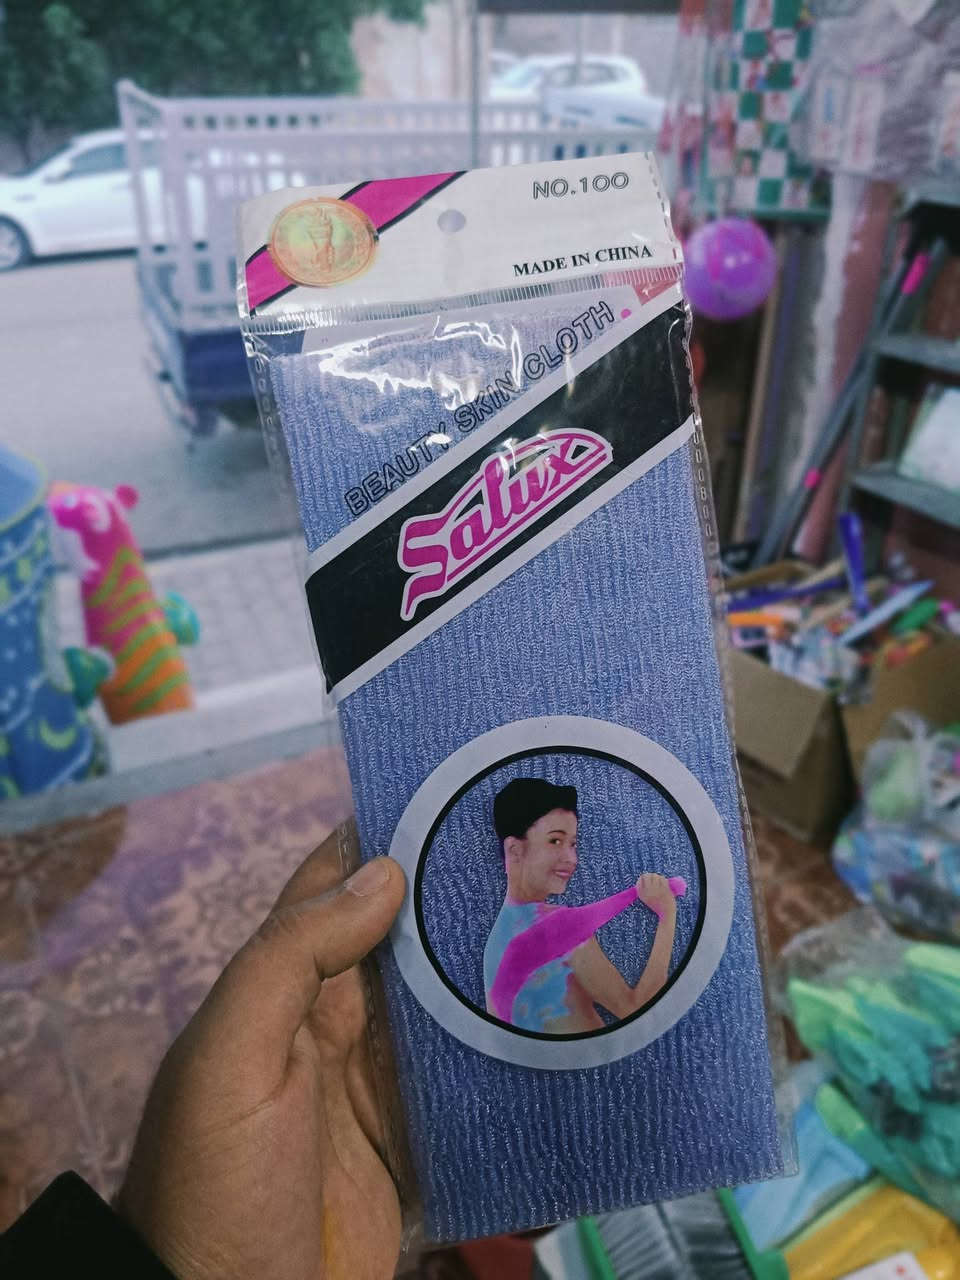 NO.100
MADE IN CHINA
BEAUTY SKIN CLOTH
Salux